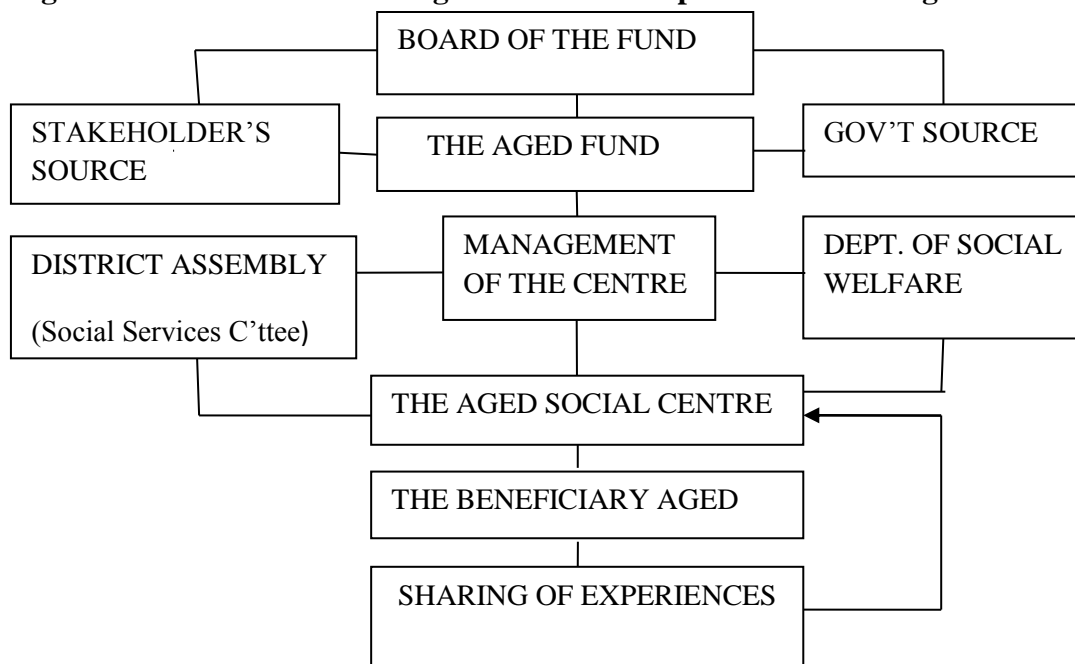 BOARD OF THE FUND
STAKEHOLDER’S
SOURCE
THE AGED FUND
GOV’T SOURCE
DISTRICT ASSEMBLY
(Social Services C’ttee)
MANAGEMENT
OF THE CENTRE
DEPT. OF SOCIAL
WELFARE
THE AGED SOCIAL CENTRE
THE BENEFICIARY AGED
SHARING OF EXPERIENCES